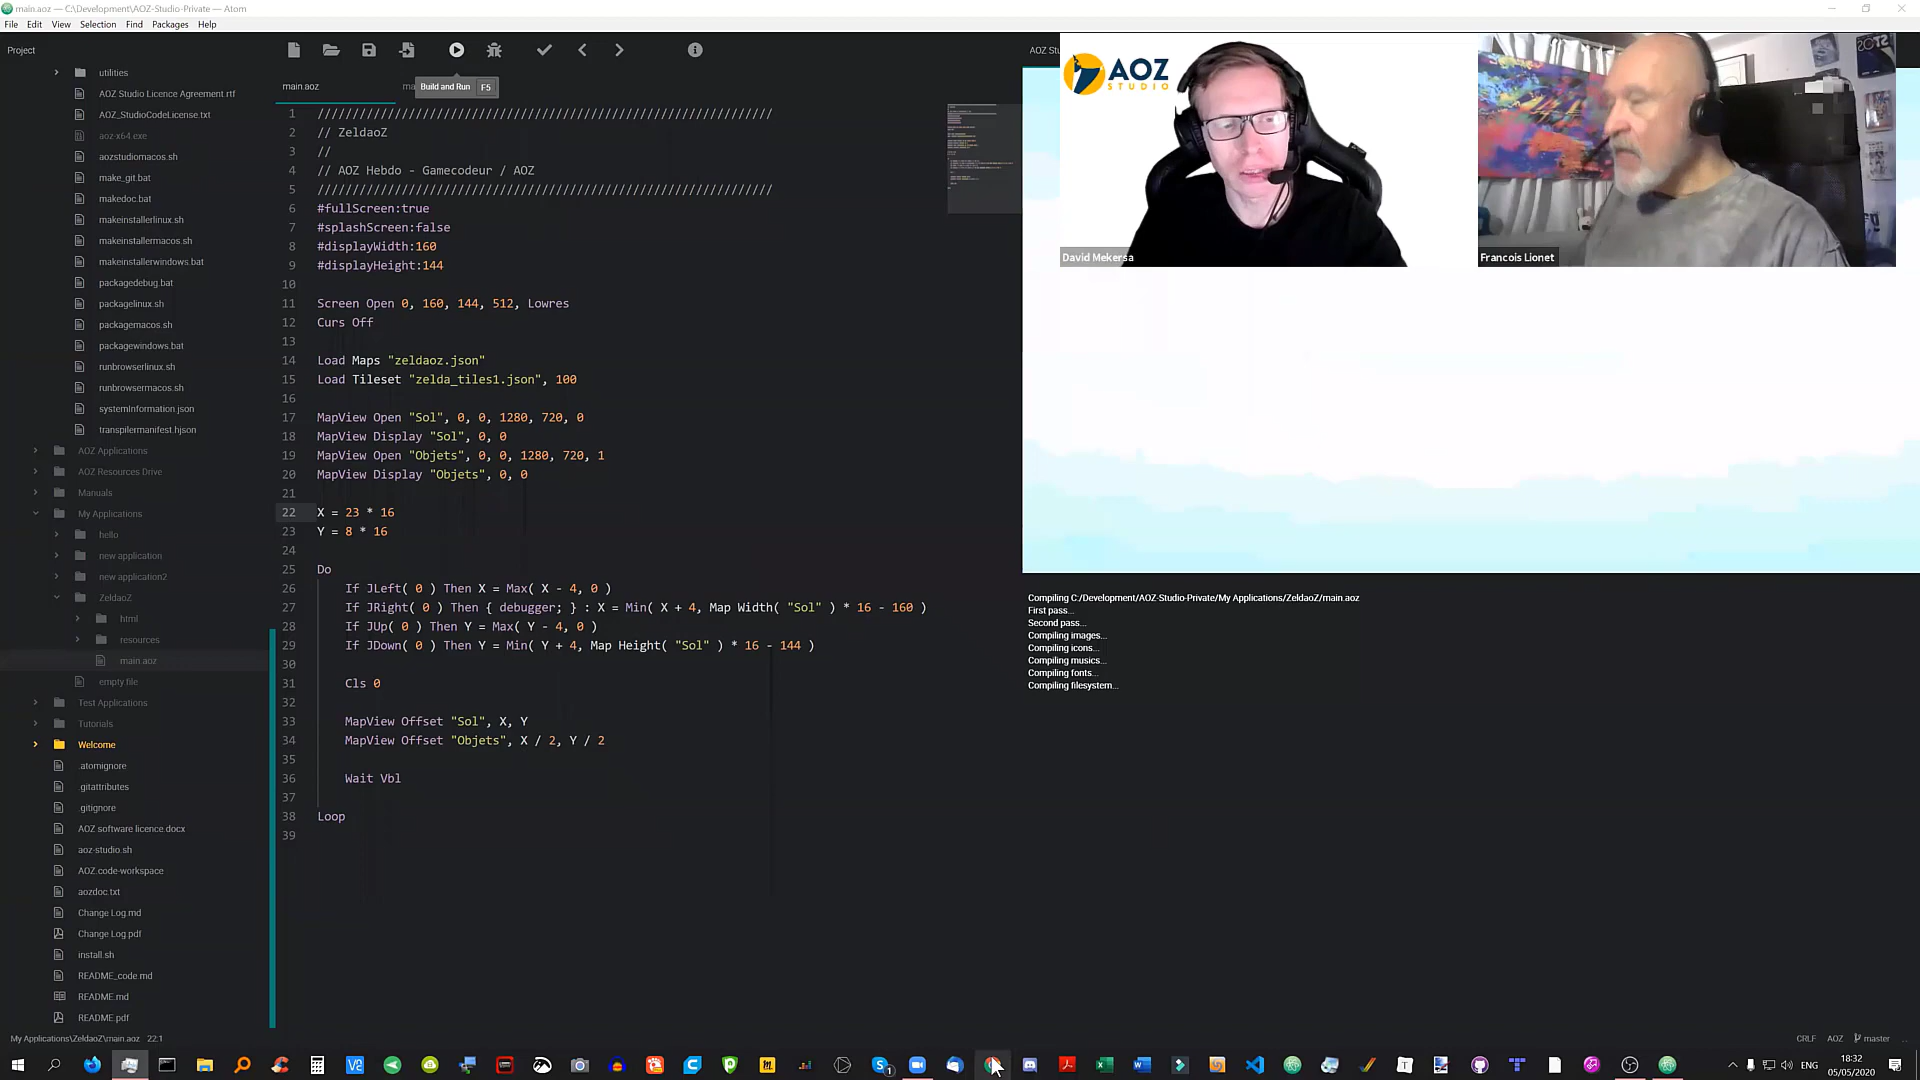 main.aoz — C:\Development\AOZ-Studio-Private — Atom
File Edit View Selection Find Packages Help
Project
utilities
AOZ Studio Licence Agreement.rtf
AOZ_StudioCodeLicense.txt
aoz-x64.exe
aozstudiomacos.sh
make_git.bat
makedoc.bat
makeinstallerlinux.sh
makeinstallermacos.sh
makeinstallerwindows.bat
packagedebug.bat
packagelinux.sh
packagemacos.sh
packagewindows.bat
runbrowserlinux.sh
runbrowsermacos.sh
systemInformation.json
transpilermanifest.hjson
AOZ Applications
AOZ Resources Drive
Manuals
My Applications
hello
new application
new application2
ZeldaoZ
html
resources
main.aoz
empty.file
Test Applications
Tutorials
Welcome
.atomignore
.gitattributes
.gitignore
AOZ software licence.docx
aoz-studio.sh
AOZ.code-workspace
aozdoc.txt
Change Log.md
Change Log.pdf
install.sh
README_code.md
README.md
README.pdf
main.aoz
ma
Build and Run F5
1 /////////////////////////////////////////////////////////////////
2 // ZeldaoZ
3 //
4 // AOZ Hebdo - Gamecodeur / AOZ
5 /////////////////////////////////////////////////////////////////
6 #fullScreen:true
7 #splashScreen:false
8 #displayWidth:160
9 #displayHeight:144
10
11 Screen Open 0, 160, 144, 512, Lowres
12 Curs Off
13
14 Load Maps "zeldaoz.json"
15 Load Tileset "zelda_tiles1.json", 100
16
17 MapView Open "Sol", 0, 0, 1280, 720, 0
18 MapView Display "Sol", 0, 0
19 MapView Open "Objets", 0, 0, 1280, 720, 1
20 MapView Display "Objets", 0, 0
21
22 X = 23 * 16
23 Y = 8 * 16
24
25 Do
26 If JLeft( 0 ) Then X = Max( X - 4, 0 )
27 If JRight( 0 ) Then { debugger; } : X = Min( X + 4, Map Width( "Sol" ) * 16 - 160 )
28 If JUp( 0 ) Then Y = Max( Y - 4, 0 )
29 If JDown( 0 ) Then Y = Min( Y + 4, Map Height( "Sol" ) * 16 - 144 )
30
31 Cls 0
32
33 MapView Offset "Sol", X, Y
34 MapView Offset "Objets", X / 2, Y / 2
35
36 Wait Vbl
37
38 Loop
39
AOZ Stu
AOZ
STUDIO
David Mekersa
Francois Lionet
Compiling C:/Development/AOZ-Studio-Private/My Applications/ZeldaoZ/main.aoz
First pass...
Second pass...
Compiling images...
Compiling icons...
Compiling musics...
Compiling fonts...
Compiling filesystem...
My Applications\ZeldaoZ\main.aoz 22:1
CRLF AOZ master
ENG
18:32
05/05/2020